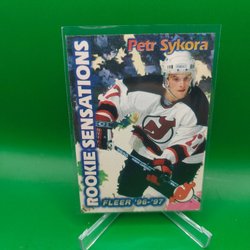 Petr Sykora
ROOKIE SENSATIONS
FLEER '96-'97